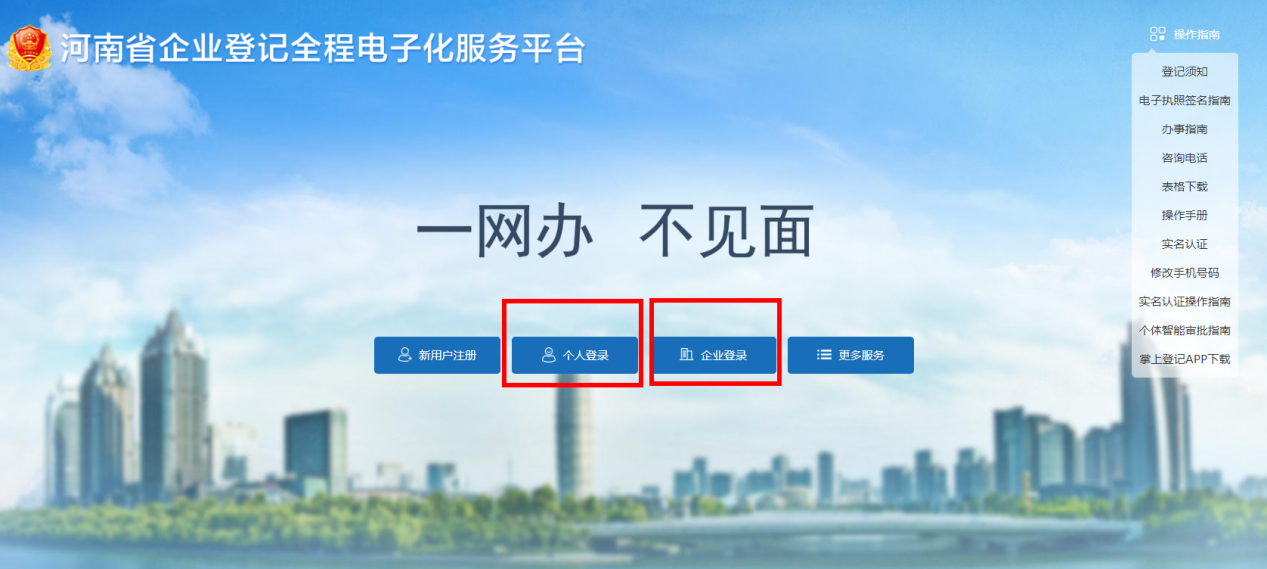 河南省企业登记全程电子化服务平台
操作指南
登记须知
电子执照签名指南
办事指南
咨询电话
表格下载
操作手册
实名认证
修改手机号码
实名认证操作指南
个体智能审批指南
掌上登记APP下载
一网办 不见面
新用户注册
个人登录
企业登录
更多服务